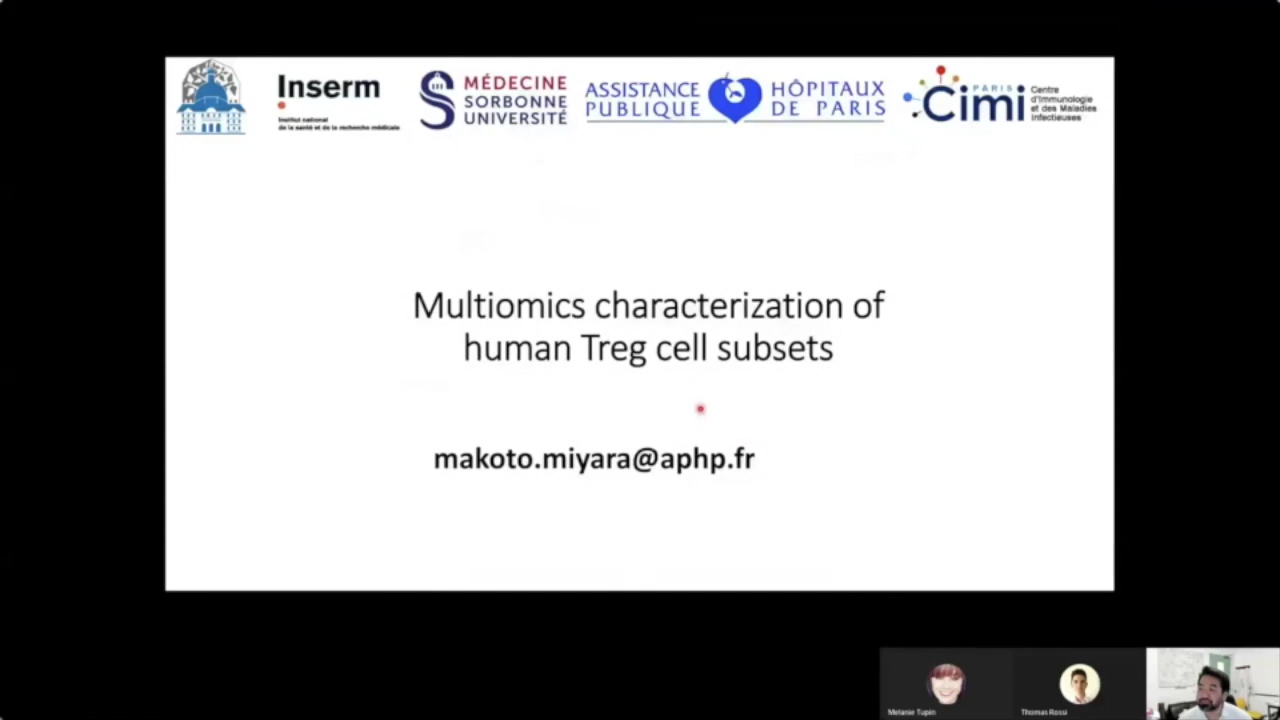 Inserm
Institut national
de la santé et de la recherche médicale
MÉDECINE
SORBONNE
UNIVERSITÉ
ASSISTANCE
PUBLIQUE
HÔPITAUX
DE PARIS
PARIS
Cimi
Centre
d'Immunologie
et des Maladies
Infectieuses
Multiomics characterization of
human Treg cell subsets
makoto.miyara@aphp.fr
Melanie Tupin
Thomas Rossi